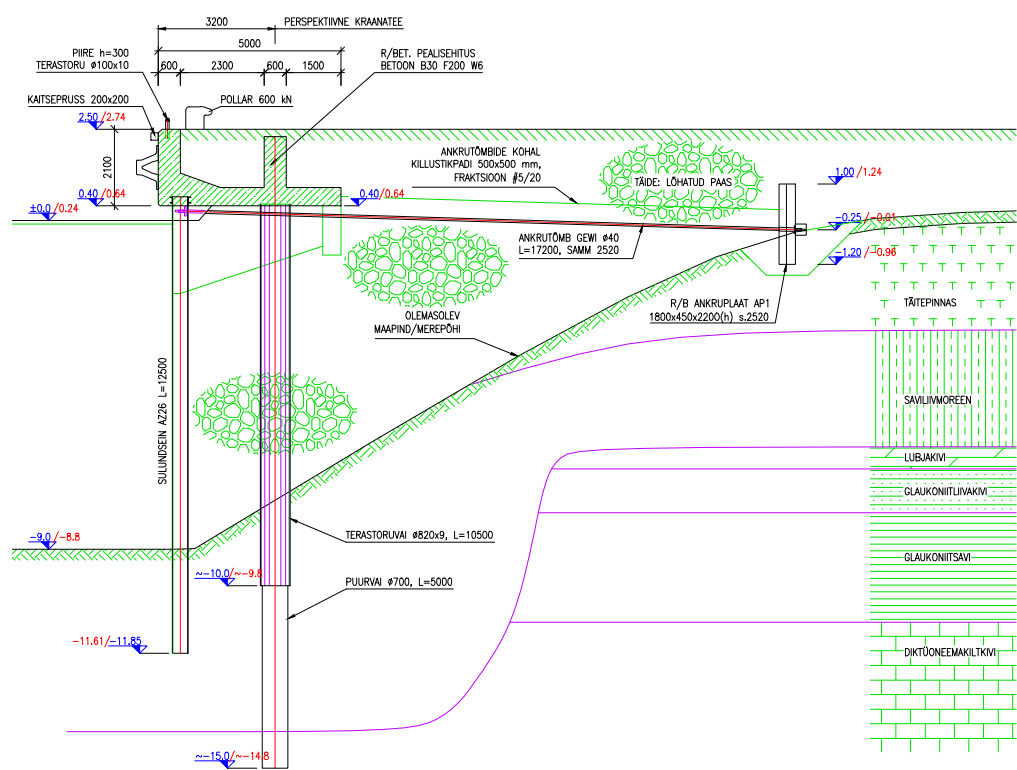 3200
PERSPEKTIIVNE KRAANATEE
5000
PIIRE h=300
TERASTORU ø100x10
600
2300
600
1500
R/BET. PEALISEHITUS
BETOON B30 F200 W6
KAITSEPRUSS 200x200
POLLAR 600 kN
2.50/2.74
2100
ANKRUTÕMBIDE KOHAL
KILLUSTIKPADI 500x500 mm,
FRAKTSIOON #5/20
TÄIDE: LÕHATUD PAAS
1.00/1.24
0.40/0.64
0.40/0.64
±0.0/0.24
-0.25/-0.01
ANKRUTÕMB GEWI ø40
L=17200, SAMM 2520
-1.20/-0.96
R/B ANKRUPLAAT AP1
1800x450x2200(h) s.2520
TÄITEPINNAS
OLEMASOLEV
MAAPIND/MEREPÕHI
SULUNDSEIN AZ26 L=12500
SAVILIIVMOREEN
LUBJAKIVI
GLAUKONIITLIIVAKIVI
TERASTORUVAI ø820x9, L=10500
-9.0/-8.8
GLAUKONIITSAVI
~-10.0/~-9.8
PUURVAI ø700, L=5000
-11.61/-11.85
DIKTÜONEEMAKILTKIVI
~-15.0/~-14.8